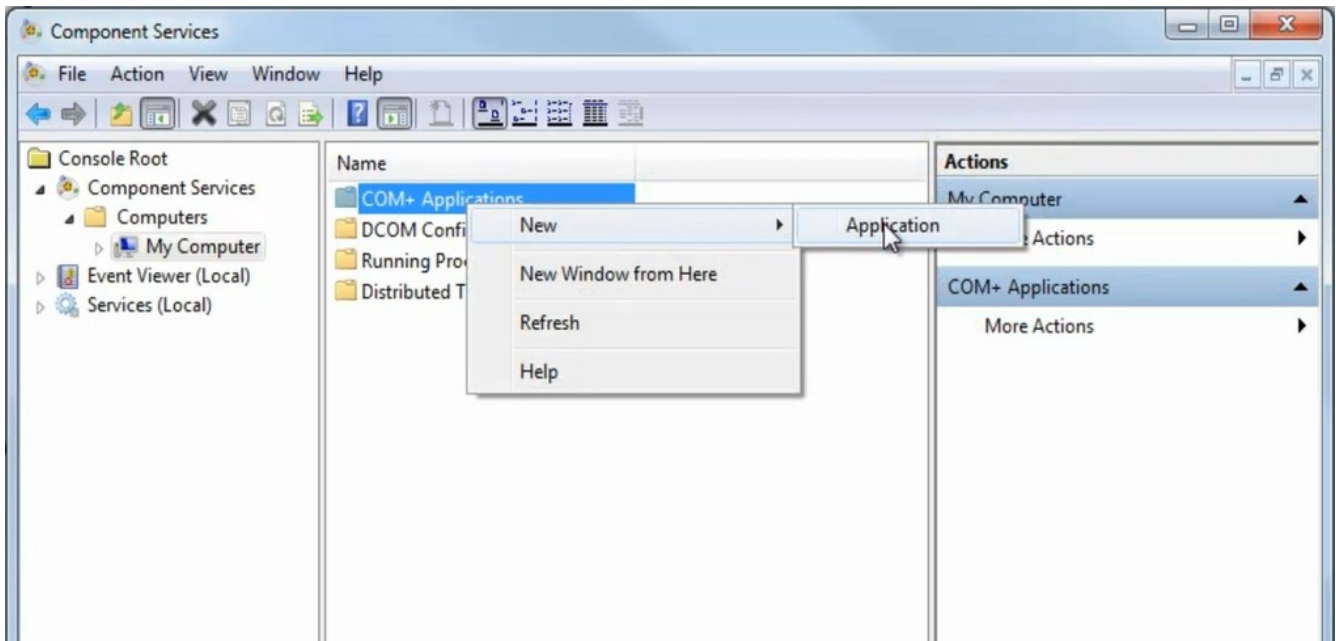 Component Services
File Action View Window Help
Console Root
Component Services
Computers
My Computer
Event Viewer (Local)
Services (Local)
Name
COM+ Applications
DCOM Confi
Running Pro
Distributed T
New
New Window from Here
Refresh
Help
Application
Actions
My Computer
Actions
COM+ Applications
More Actions